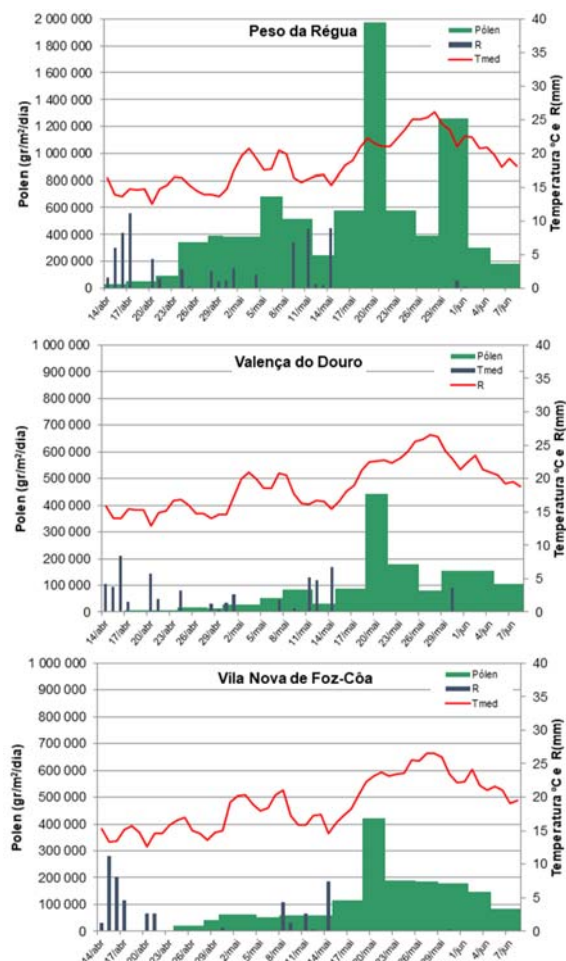 Peso da Régua
Pólen
R
Tmed
2 000 000
1 800 000
1 600 000
1 400 000
1 200 000
1 000 000
800 000
600 000
400 000
200 000
0
Polen (gr/m²/dia)
40
35
30
25
20
15
10
5
0
Temperatura ºC e R(mm)
14/abr
17/abr
20/abr
23/abr
26/abr
29/abr
2/mai
5/mai
8/mai
11/mai
14/mai
17/mai
20/mai
23/mai
26/mai
29/mai
1/jun
4/jun
7/jun
Valença do Douro
Pólen
Tmed
R
1 000 000
900 000
800 000
700 000
600 000
500 000
400 000
300 000
200 000
100 000
0
Polen (gr/m²/dia)
40
35
30
25
20
15
10
5
0
Temperatura ºC e R(mm)
14/abr
17/abr
20/abr
23/abr
26/abr
29/abr
2/mai
5/mai
8/mai
11/mai
14/mai
17/mai
20/mai
23/mai
26/mai
29/mai
1/jun
4/jun
7/jun
Vila Nova de Foz-Côa
Pólen
R
Tmed
1 000 000
900 000
800 000
700 000
600 000
500 000
400 000
300 000
200 000
100 000
0
Polen (gr/m²/dia)
40
35
30
25
20
15
10
5
0
Temperatura ºC e R(mm)
14/abr
17/abr
20/abr
23/abr
26/abr
29/abr
2/mai
5/mai
8/mai
11/mai
14/mai
17/mai
20/mai
23/mai
26/mai
29/mai
1/jun
4/jun
7/jun